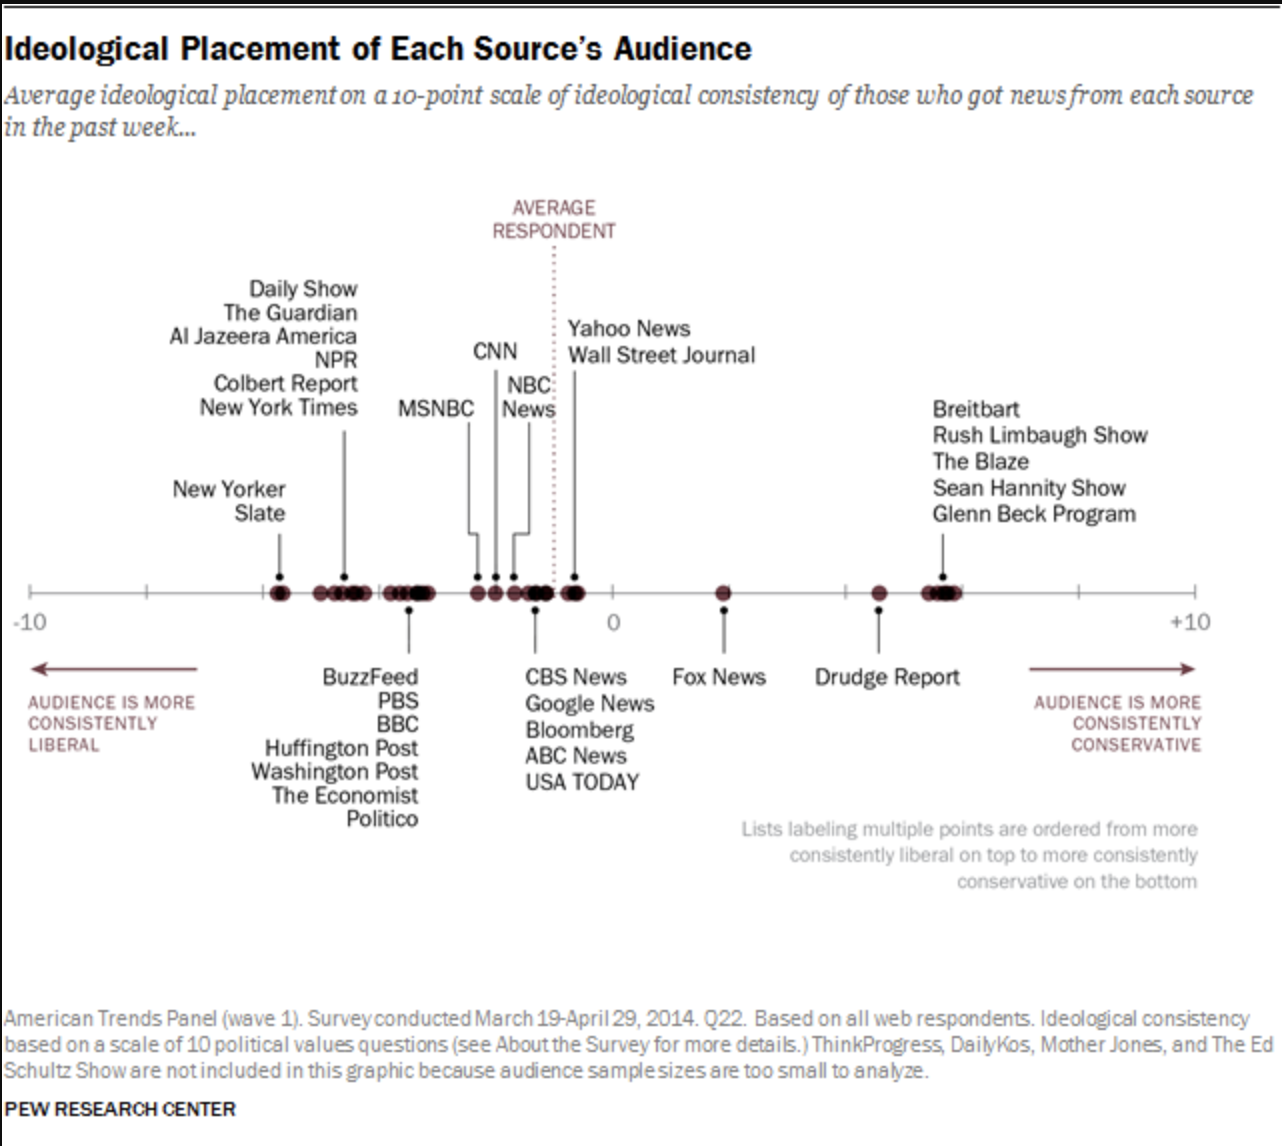 Ideological Placement of Each Source's Audience
Average ideological placement on a 10-point scale of ideological consistency of those who got news from each source
in the past week...
AVERAGE
RESPONDENT
Daily Show
The Guardian
Al Jazeera America
NPR
Colbert Report
New York Times
New Yorker
Slate
MSNBC
CNN
NBC
News
Yahoo News
Wall Street Journal
Breitbart
Rush Limbaugh Show
The Blaze
Sean Hannity Show
Glenn Beck Program
-10
0
+10
AUDIENCE IS MORE
CONSISTENTLY
LIBERAL
BuzzFeed
PBS
BBC
Huffington Post
Washington Post
The Economist
Politico
CBS News
Google News
Bloomberg
ABC News
USA TODAY
Fox News
Drudge Report
AUDIENCE IS MORE
CONSISTENTLY
CONSERVATIVE
Lists labeling multiple points are ordered from more
consistently liberal on top to more consistently
conservative on the bottom
American Trends Panel (wave 1). Survey conducted March 19-April 29, 2014. Q22. Based on all web respondents. Ideological consistency
based on a scale of 10 political values questions (see About the Survey for more details.) ThinkProgress, DailyKos, Mother Jones, and The Ed
Schultz Show are not included in this graphic because audience sample sizes are too small to analyze.
PEW RESEARCH CENTER